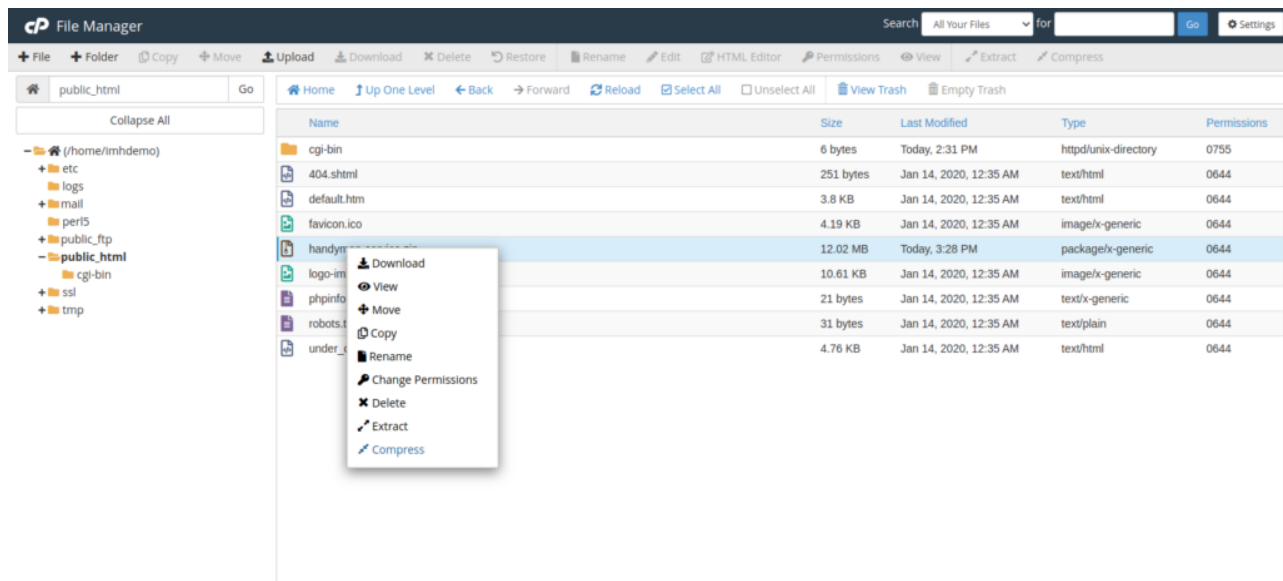 cP File Manager Search All Your Files for Go Settings
File Folder Copy Move Upload Download Delete Restore Rename Edit HTML Editor Permissions View Extract Compress
public_html Go Home Up One Level Back Forward Reload Select All Unselect All View Trash Empty Trash
Collapse All
Name Size Last Modified Type Permissions
(/home/imhdemo)
etc
logs
mail
perl5
public_ftp
public_html
cgi-bin
ssl
tmp
cgi-bin 6 bytes Today, 2:31 PM httpd/unix-directory 0755
404.shtml 251 bytes Jan 14, 2020, 12:35 AM text/html 0644
default.htm 3.8 KB Jan 14, 2020, 12:35 AM text/html 0644
favicon.ico 4.19 KB Jan 14, 2020, 12:35 AM image/x-generic 0644
12.02 MB Today, 3:28 PM package/x-generic 0644
logo-im 10.61 KB Jan 14, 2020, 12:35 AM image/x-generic 0644
phpinfo 21 bytes Jan 14, 2020, 12:35 AM text/x-generic 0644
robots.t 31 bytes Jan 14, 2020, 12:35 AM text/plain 0644
under_ 4.76 KB Jan 14, 2020, 12:35 AM text/html 0644
Download
View
Move
Copy
Rename
Change Permissions
Delete
Extract
Compress